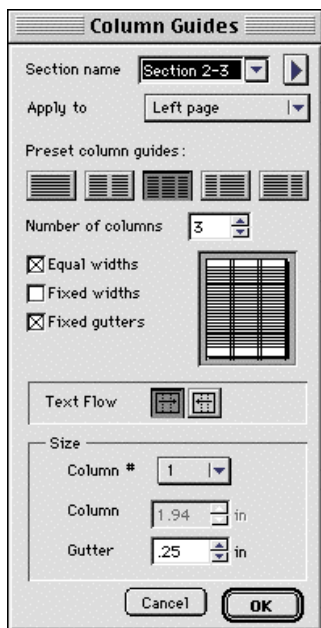 Column Guides
Section name Section 2-3
Apply to Left page
Preset column guides:
Number of columns 3
Equal widths
Fixed widths
Fixed gutters
Text Flow
Size
Column # 1
Column 1.94 in
Gutter .25 in
Cancel OK